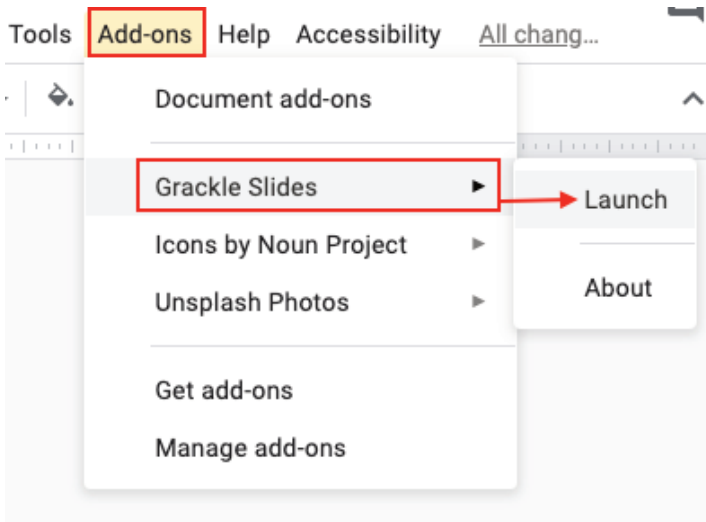 Tools Add-ons Help Accessibility All chang...
Document add-ons
Grackle Slides
Launch
Icons by Noun Project
About
Unsplash Photos
Get add-ons
Manage add-ons